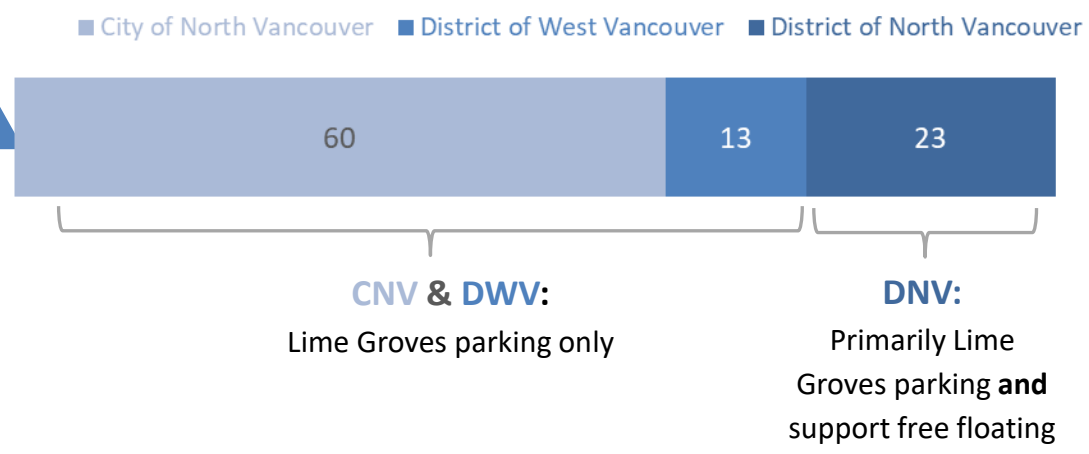 City of North Vancouver District of West Vancouver District of North Vancouver
60 13 23
CNV & DWV:
Lime Groves parking only
DNV:
Primarily Lime
Groves parking and
support free floating